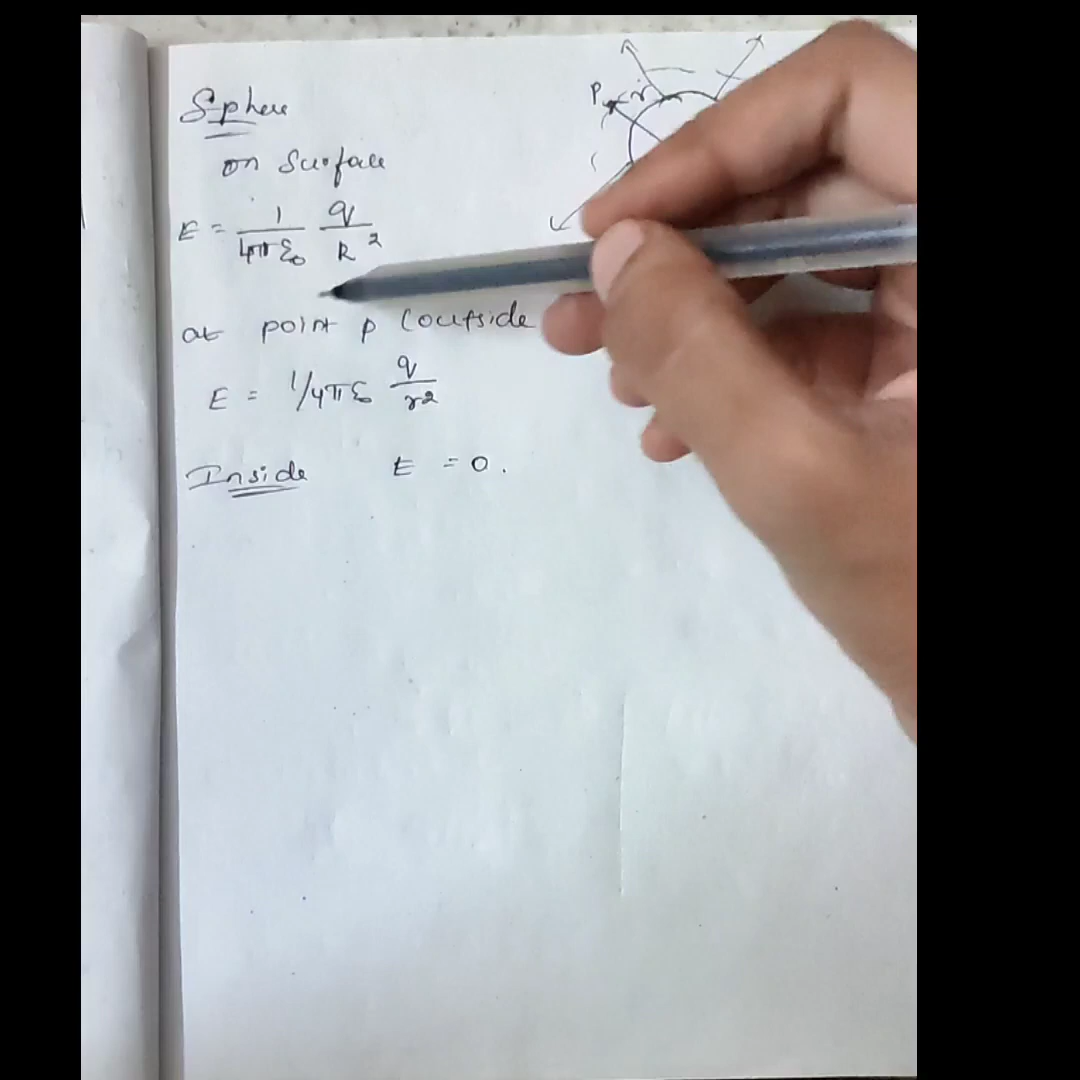 Sphere
P r
on Surface
E = 1/4πε₀ q/R²
at point p (outside
E = 1/4πε₀ q/r²
Inside E = 0.